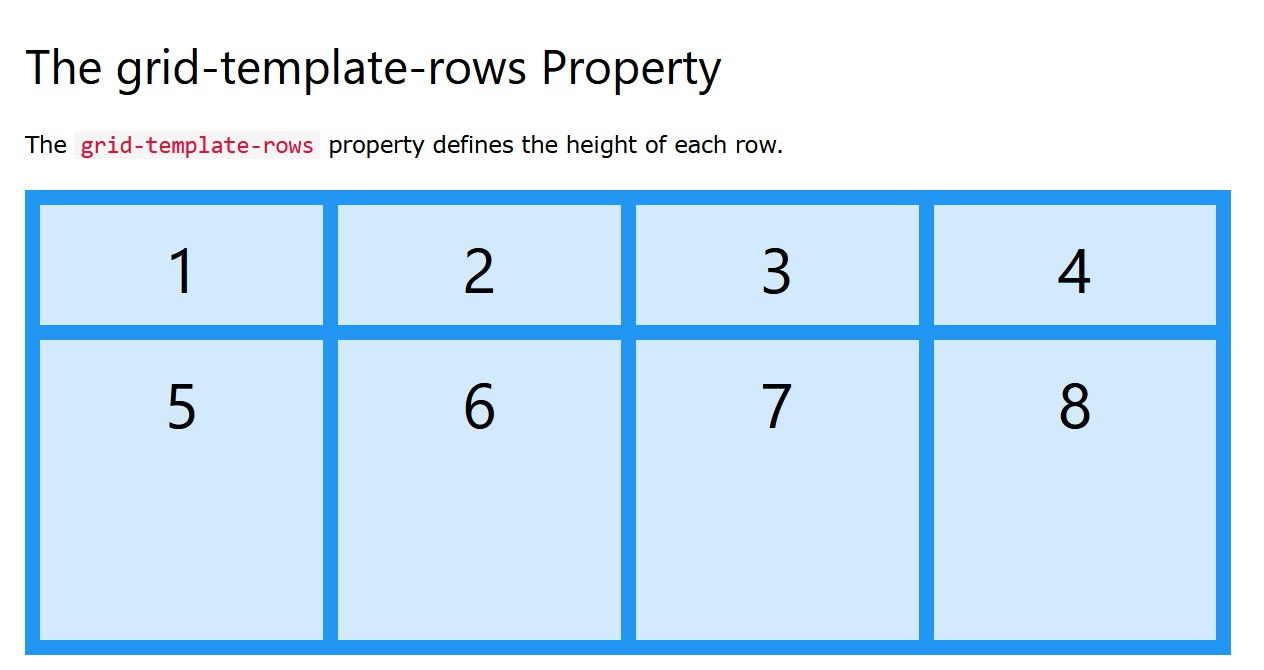 The grid-template-rows Property
The grid-template-rows property defines the height of each row.
1 2 3 4
5 6 7 8